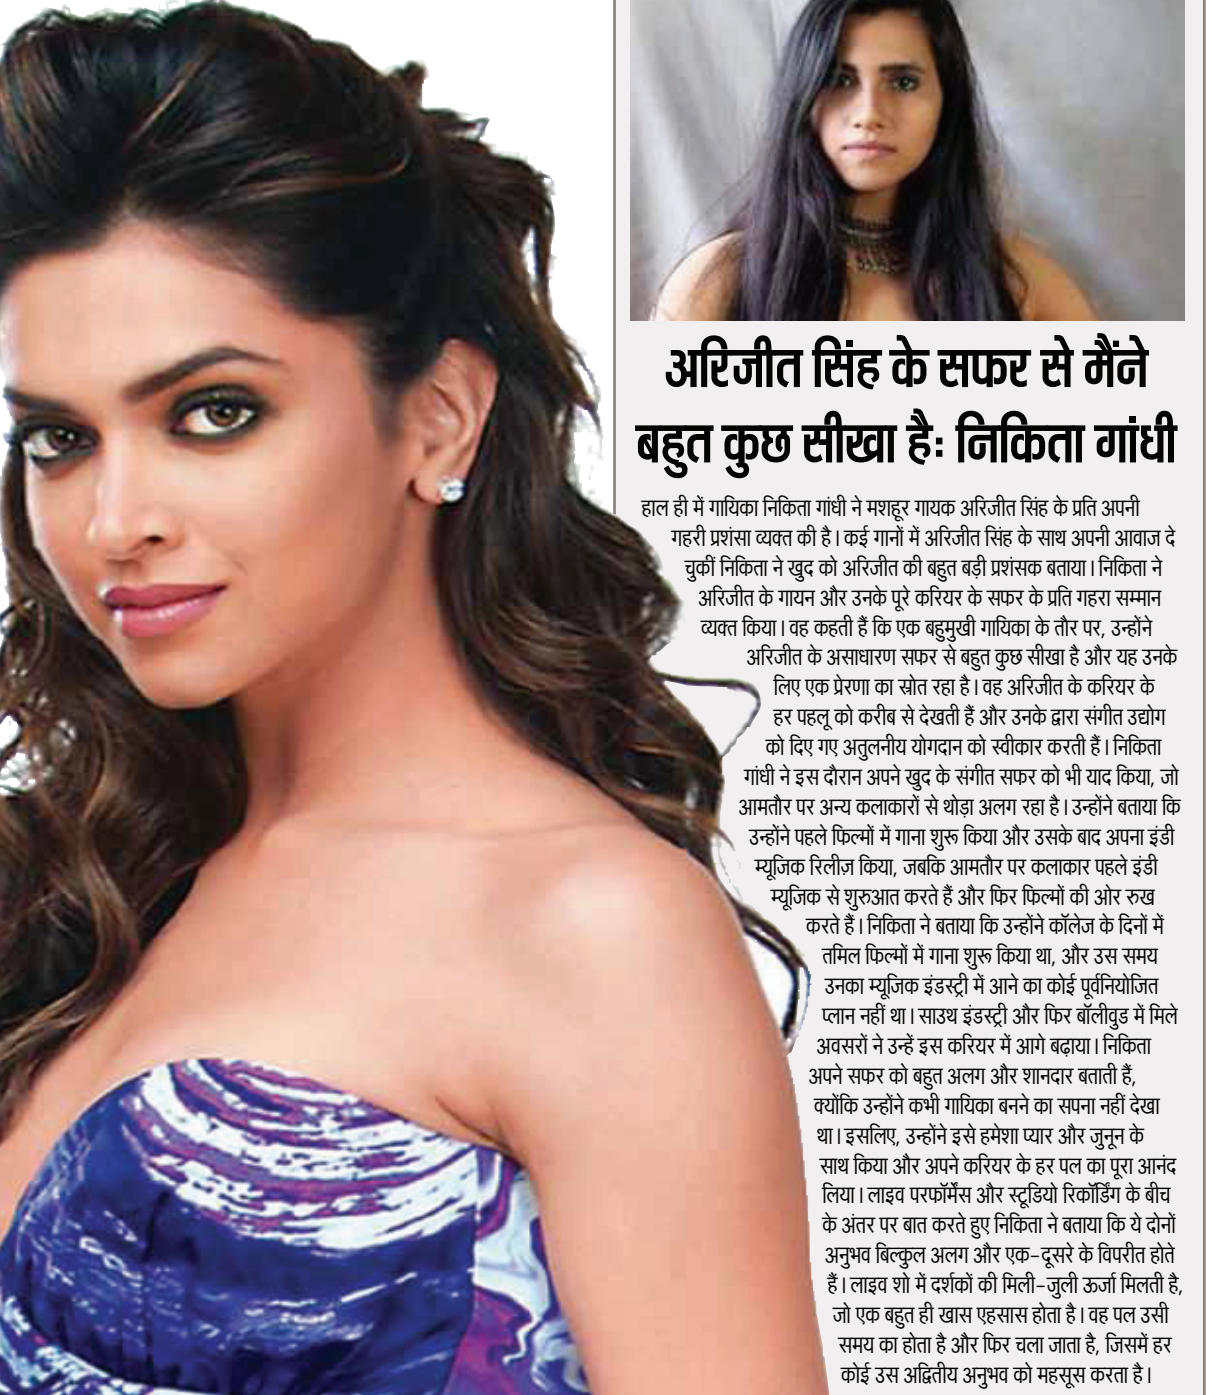 अरिजीत सिंह के सफर से मैंने
बहुत कुछ सीखा है: निकिता गांधी
हाल ही में गायिका निकिता गांधी ने मशहूर गायक अरिजीत सिंह के प्रति अपनी
गहरी प्रशंसा व्यक्त की है। कई गानों में अरिजीत सिंह के साथ अपनी आवाज दे
चुकीं निकिता ने खुद को अरिजीत की बहुत बड़ी प्रशंसक बताया। निकिता ने
अरिजीत के गायन और उनके पूरे करियर के सफर के प्रति गहरा सम्मान
व्यक्त किया। वह कहती हैं कि एक बहुमुखी गायिका के तौर पर, उन्होंने
अरिजीत के असाधारण सफर से बहुत कुछ सीखा है और यह उनके
लिए एक प्रेरणा का स्रोत रहा है। वह अरिजीत के करियर के
हर पहलू को करीब से देखती हैं और उनके द्वारा संगीत उद्योग
को दिए गए अतुलनीय योगदान को स्वीकार करती हैं। निकिता
गांधी ने इस दौरान अपने खुद के संगीत सफर को भी याद किया, जो
आमतौर पर अन्य कलाकारों से थोड़ा अलग रहा है। उन्होंने बताया कि
उन्होंने पहले फिल्मों में गाना शुरू किया और उसके बाद अपना इंडी
म्यूजिक रिलीज़ किया, जबकि आमतौर पर कलाकार पहले इंडी
म्यूजिक से शुरुआत करते हैं और फिर फिल्मों की ओर रुख
करते हैं। निकिता ने बताया कि उन्होंने कॉलेज के दिनों में
तमिल फिल्मों में गाना शुरू किया था, और उस समय
उनका म्यूजिक इंडस्ट्री में आने का कोई पूर्वनियोजित
प्लान नहीं था। साउथ इंडस्ट्री और फिर बॉलीवुड में मिले
अवसरों ने उन्हें इस करियर में आगे बढ़ाया। निकिता
अपने सफर को बहुत अलग और शानदार बताती हैं,
क्योंकि उन्होंने कभी गायिका बनने का सपना नहीं देखा
था। इसलिए, उन्होंने इसे हमेशा प्यार और जुनून के
साथ किया और अपने करियर के हर पल का पूरा आनंद
लिया। लाइव परफॉर्मेंस और स्टूडियो रिकॉर्डिंग के बीच
के अंतर पर बात करते हुए निकिता ने बताया कि ये दोनों
अनुभव बिल्कुल अलग और एक-दूसरे के विपरीत होते
हैं। लाइव शो में दर्शकों की मिली-जुली ऊर्जा मिलती है,
जो एक बहुत ही खास एहसास होता है। वह पल उसी
समय का होता है और फिर चला जाता है, जिसमें हर
कोई उस अद्वितीय अनुभव को महसूस करता है।